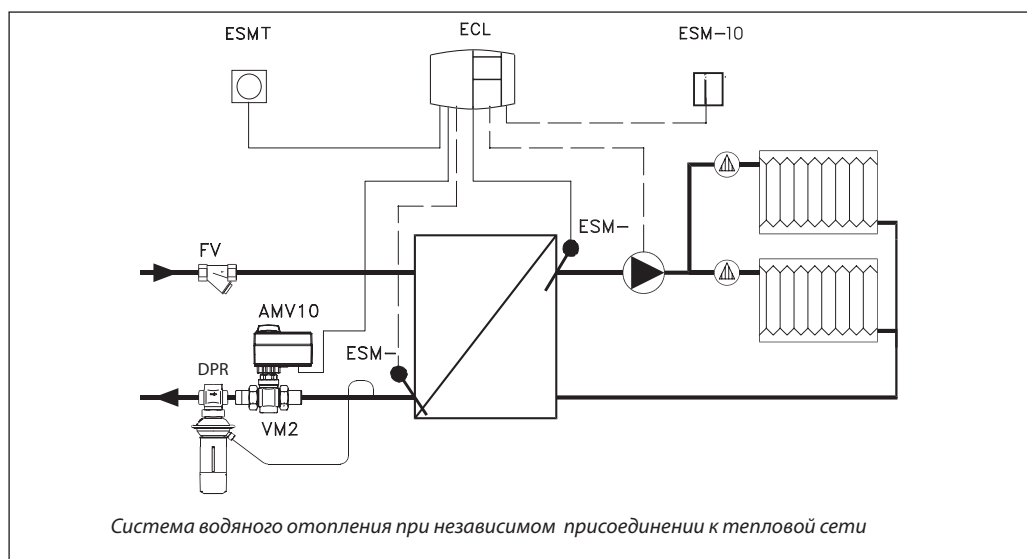 ESMT
ECL
ESM-10
ESM-
FV
AMV10
ESM-
DPR
VM2
Система водяного отопления при независимом присоединении к тепловой сети